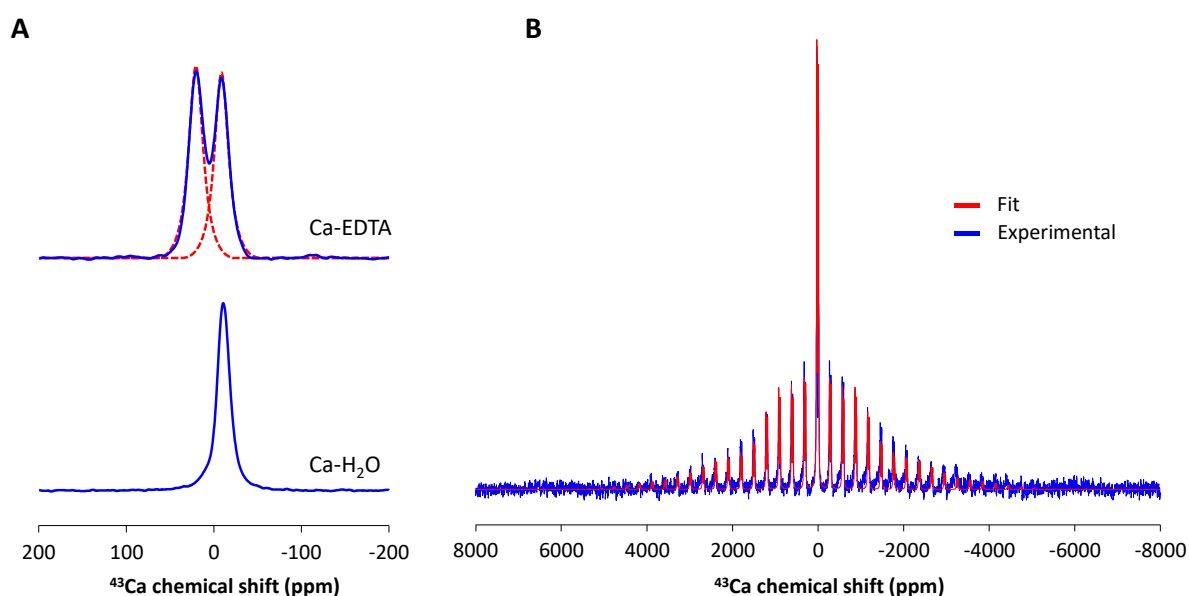 A
Ca-EDTA
Ca-H₂O
200 100 0 -100 -200
⁴³Ca chemical shift (ppm)
B
Fit
Experimental
8000 6000 4000 2000 0 -2000 -4000 -6000 -8000
⁴³Ca chemical shift (ppm)